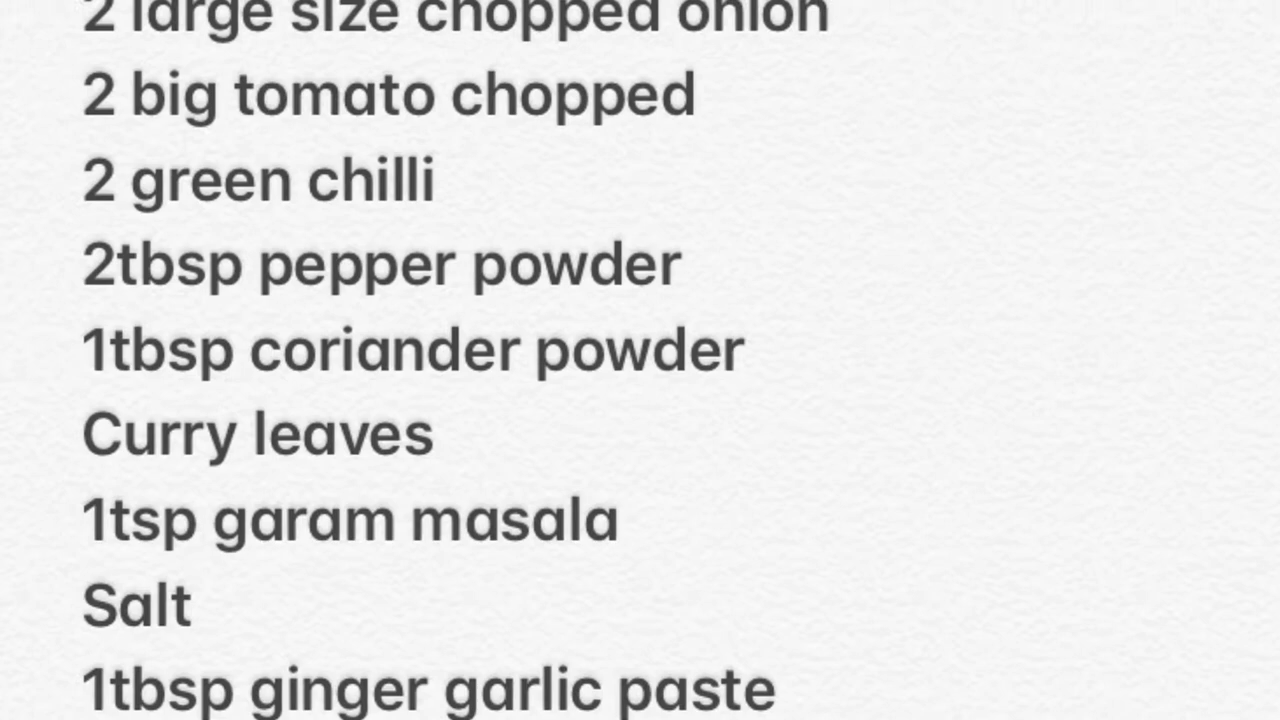 2 large size chopped onion
2 big tomato chopped
2 green chilli
2tbsp pepper powder
1tbsp coriander powder
Curry leaves
1tsp garam masala
Salt
1tbsp ginger garlic paste